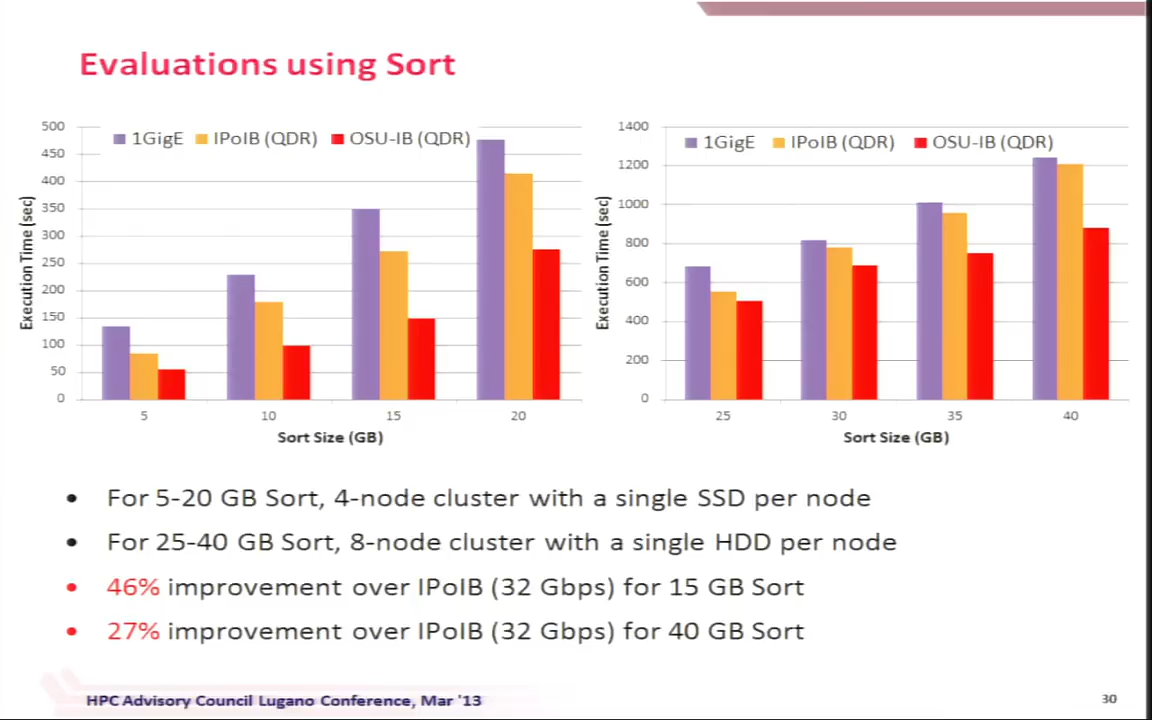 Evaluations using Sort
1GigE IPoIB (QDR) OSU-IB (QDR)
500
450
400
350
300
250
200
150
100
50
0
Execution Time (sec)
5 10 15 20
Sort Size (GB)
1GigE IPoIB (QDR) OSU-IB (QDR)
1400
1200
1000
800
600
400
200
0
Execution Time (sec)
25 30 35 40
Sort Size (GB)
• For 5-20 GB Sort, 4-node cluster with a single SSD per node
• For 25-40 GB Sort, 8-node cluster with a single HDD per node
• 46% improvement over IPoIB (32 Gbps) for 15 GB Sort
• 27% improvement over IPoIB (32 Gbps) for 40 GB Sort
HPC Advisory Council Lugano Conference, Mar '13
30